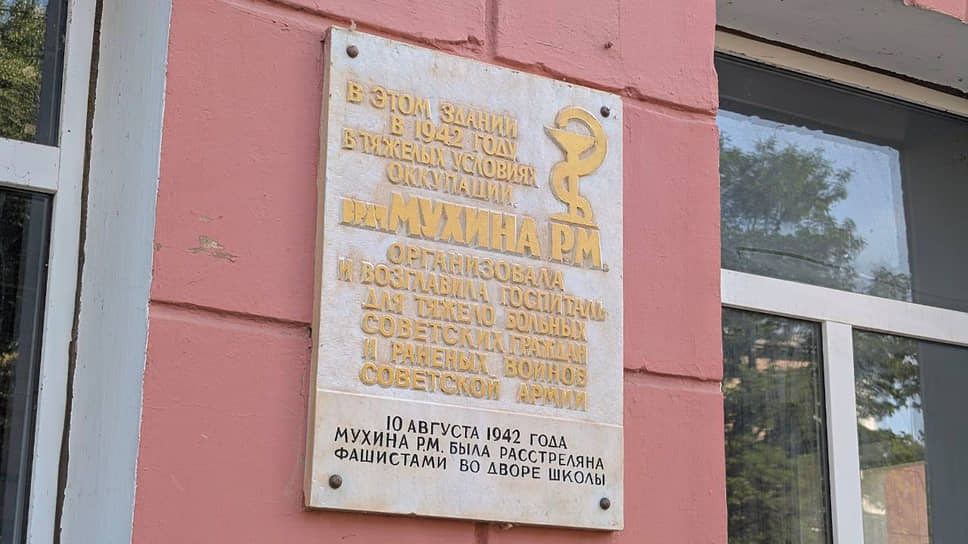 В ЭТОМ ЗДАНИИ
В 1942 ГОДУ
В ТЯЖЕЛЫХ УСЛОВИЯХ
ОККУПАЦИИ
ВРАЧ МУХИНА Р.М.
ОРГАНИЗОВАЛА
И ВОЗГЛАВИЛА ГОСПИТАЛЬ
ДЛЯ ТЯЖЕЛО БОЛЬНЫХ
СОВЕТСКИХ ГРАЖДАН
И РАНЕНЫХ ВОИНОВ
СОВЕТСКОЙ АРМИИ
10 АВГУСТА 1942 ГОДА
МУХИНА Р.М. БЫЛА РАССТРЕЛЯНА
ФАШИСТАМИ ВО ДВОРЕ ШКОЛЫ